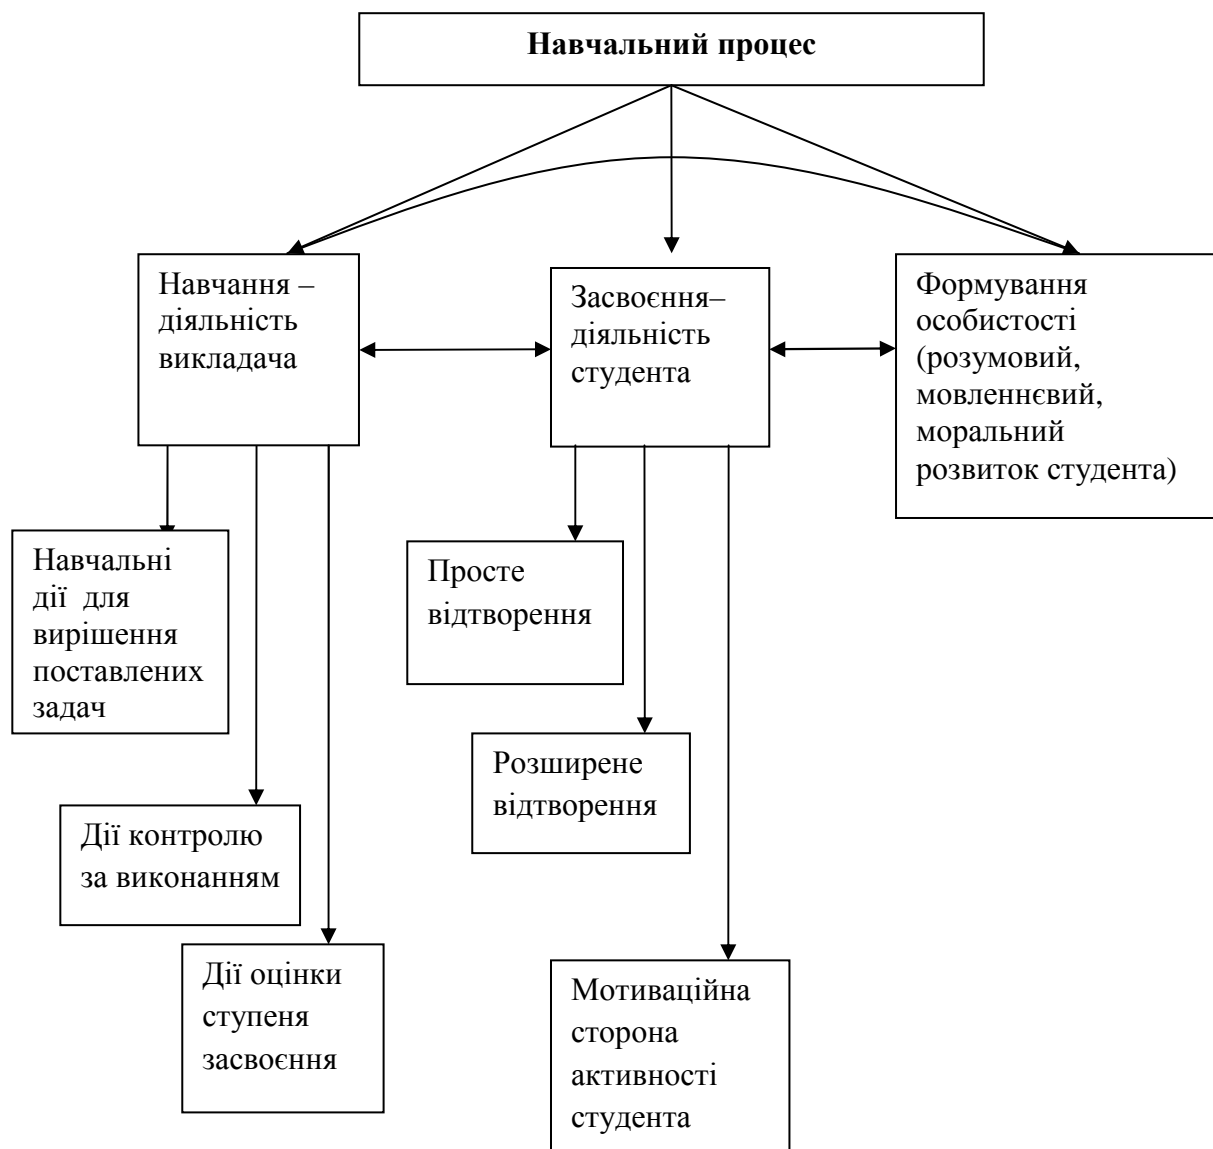 Навчальний процес
Навчання –
діяльність
викладача
Засвоєння–
діяльність
студента
Формування
особистості
(розумовий,
мовленнєвий,
моральний
розвиток студента)
Навчальні
дії для
вирішення
поставлених
задач
Просте
відтворення
Розширене
відтворення
Дії контролю
за виконанням
Дії оцінки
ступеня
засвоєння
Мотиваційна
сторона
активності
студента